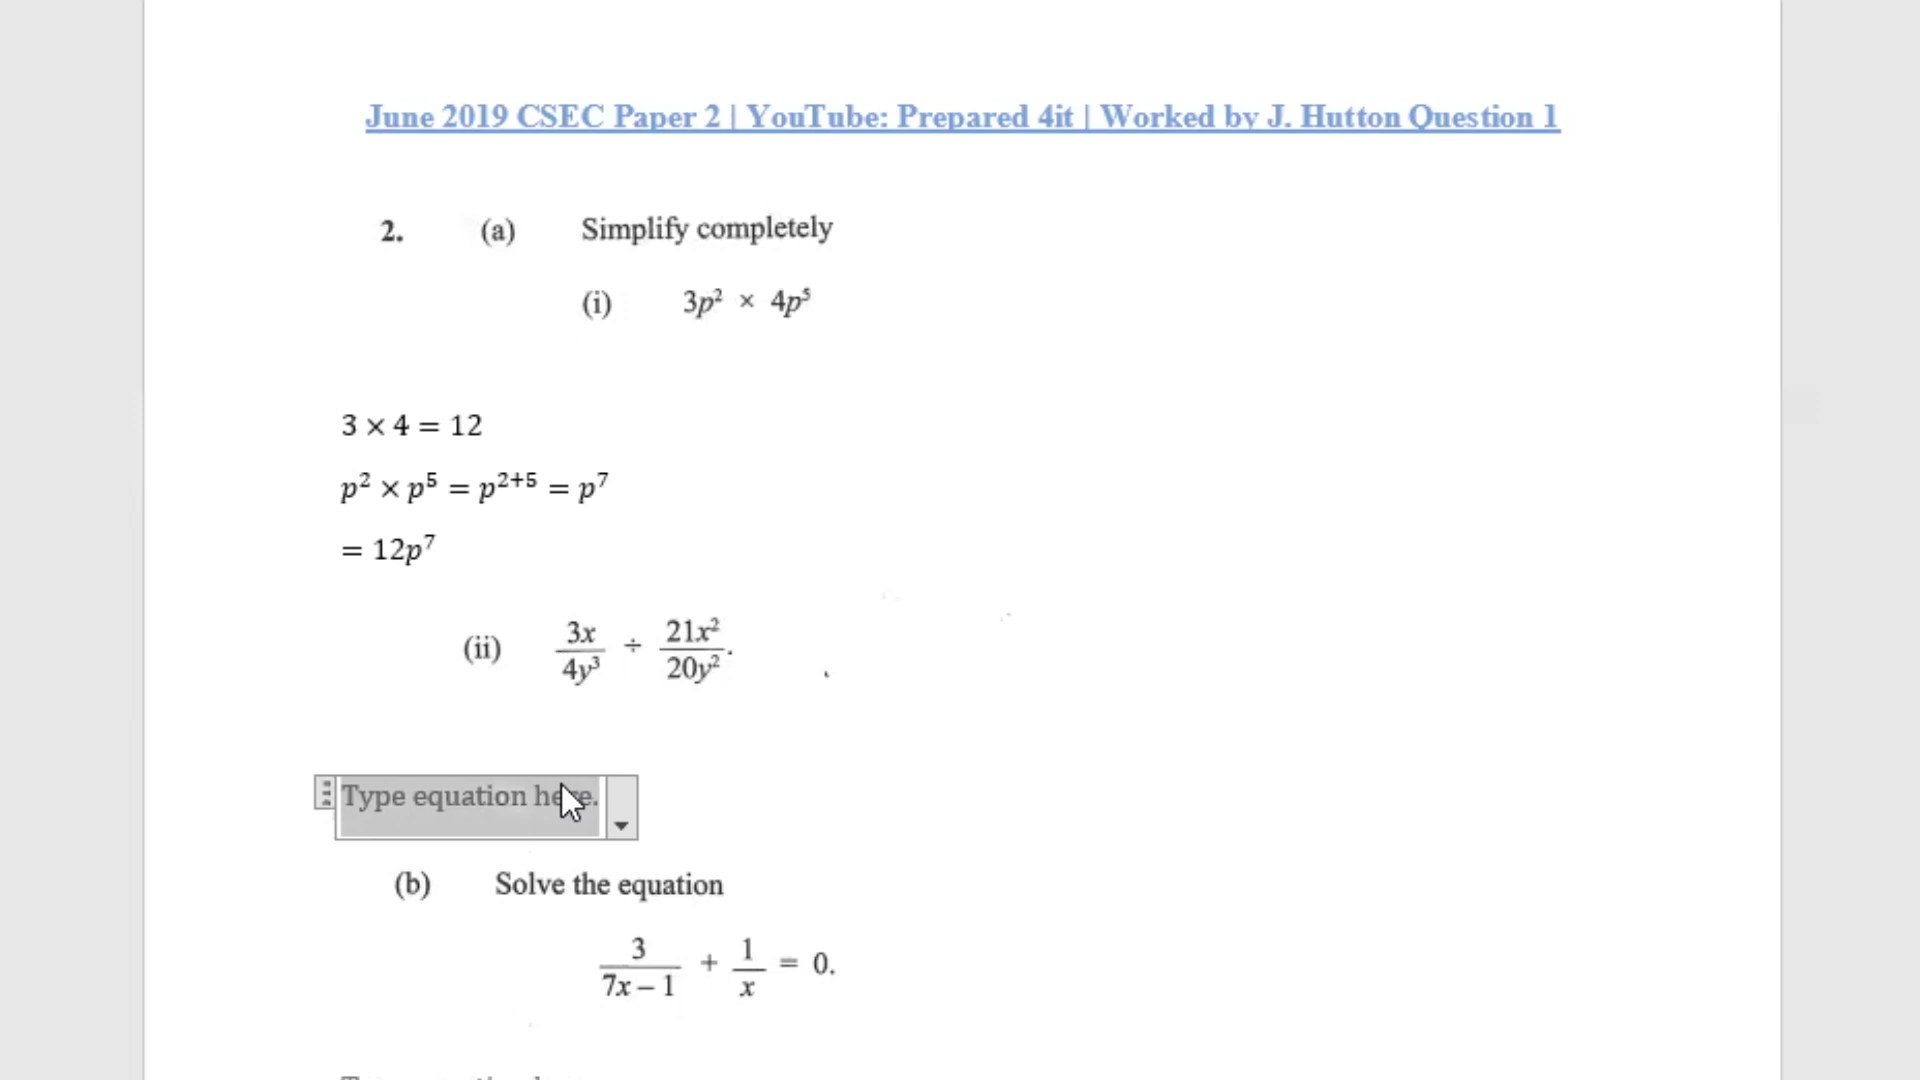 June 2019 CSEC Paper 2 | YouTube: Prepared 4it | Worked by J. Hutton Question 1
2. (a) Simplify completely
(i) 3p² × 4p⁵
3 × 4 = 12
p² × p⁵ = p²⁺⁵ = p⁷
= 12p⁷
(ii) 3x/4y³ ÷ 21x²/20y².
Type equation here.
(b) Solve the equation
3/(7x – 1) + 1/x = 0.